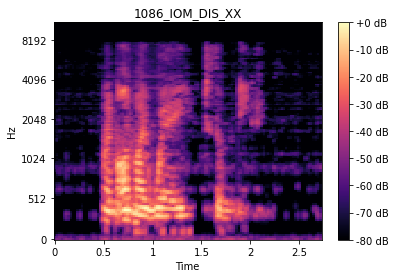 1086_IOM_DIS_XX
+0 dB
8192
-10 dB
4096
-20 dB
-30 dB
2048
Hz
-40 dB
1024
-50 dB
512
-60 dB
-70 dB
0
-80 dB
0
0.5
1
1.5
2
2.5
Time